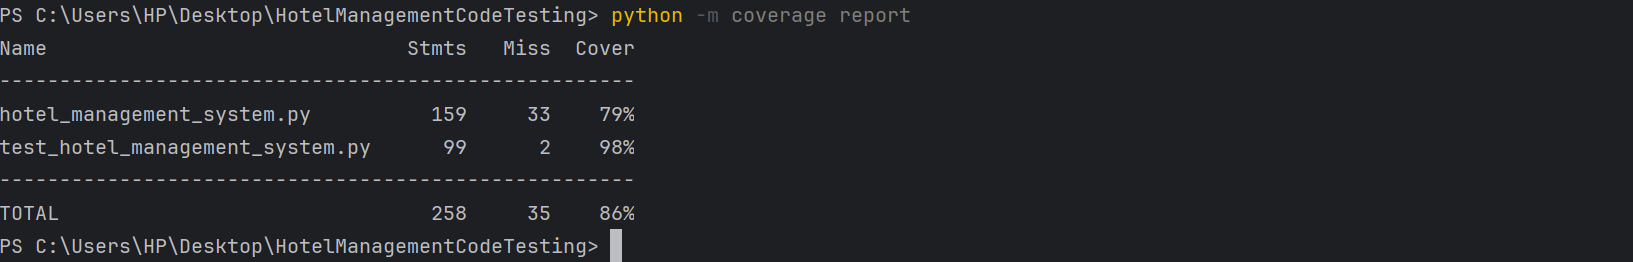 PS C:\Users\HP\Desktop\HotelManagementCodeTesting> python -m coverage report
Name                              Stmts   Miss  Cover
-----------------------------------------------------
hotel_management_system.py          159     33    79%
test_hotel_management_system.py      99      2    98%
-----------------------------------------------------
TOTAL                               258     35    86%
PS C:\Users\HP\Desktop\HotelManagementCodeTesting>